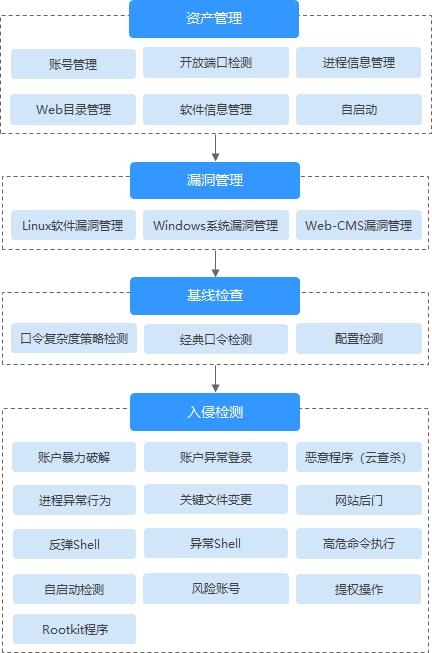 资产管理
账号管理
开放端口检测
进程信息管理
Web目录管理
软件信息管理
自启动
漏洞管理
Linux软件漏洞管理
Windows系统漏洞管理
Web-CMS漏洞管理
基线检查
口令复杂度策略检测
经典口令检测
配置检测
入侵检测
账户暴力破解
账户异常登录
恶意程序（云查杀）
进程异常行为
关键文件变更
网站后门
反弹Shell
异常Shell
高危命令执行
自启动检测
风险账号
提权操作
Rootkit程序